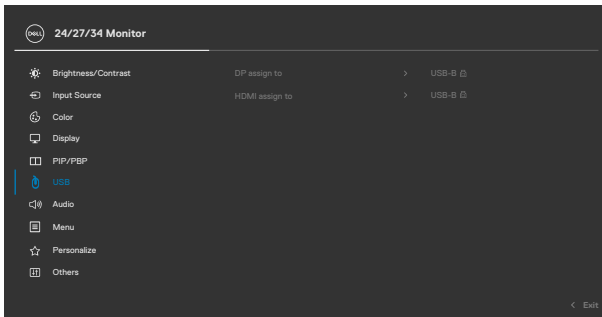 DELL
24/27/34 Monitor
Brightness/Contrast
DP assign to > USB-B
Input Source
HDMI assign to > USB-B
Color
Display
PIP/PBP
USB
Audio
Menu
Personalize
Others
< Exit